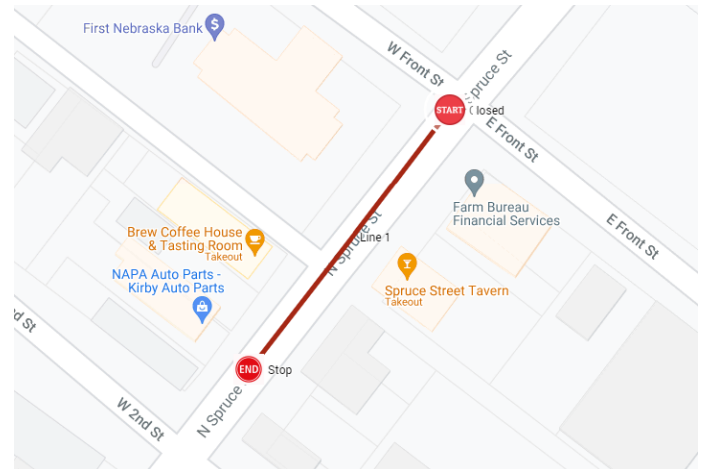 First Nebraska Bank
$
W Front St
Spruce St
START
Closed
E Front St
Farm Bureau
Financial Services
E Front St
N Spruce St
Line 1
Brew Coffee House
& Tasting Room
Takeout
NAPA Auto Parts -
Kirby Auto Parts
Spruce Street Tavern
Takeout
d St
END
Stop
N Spruce
W 2nd St